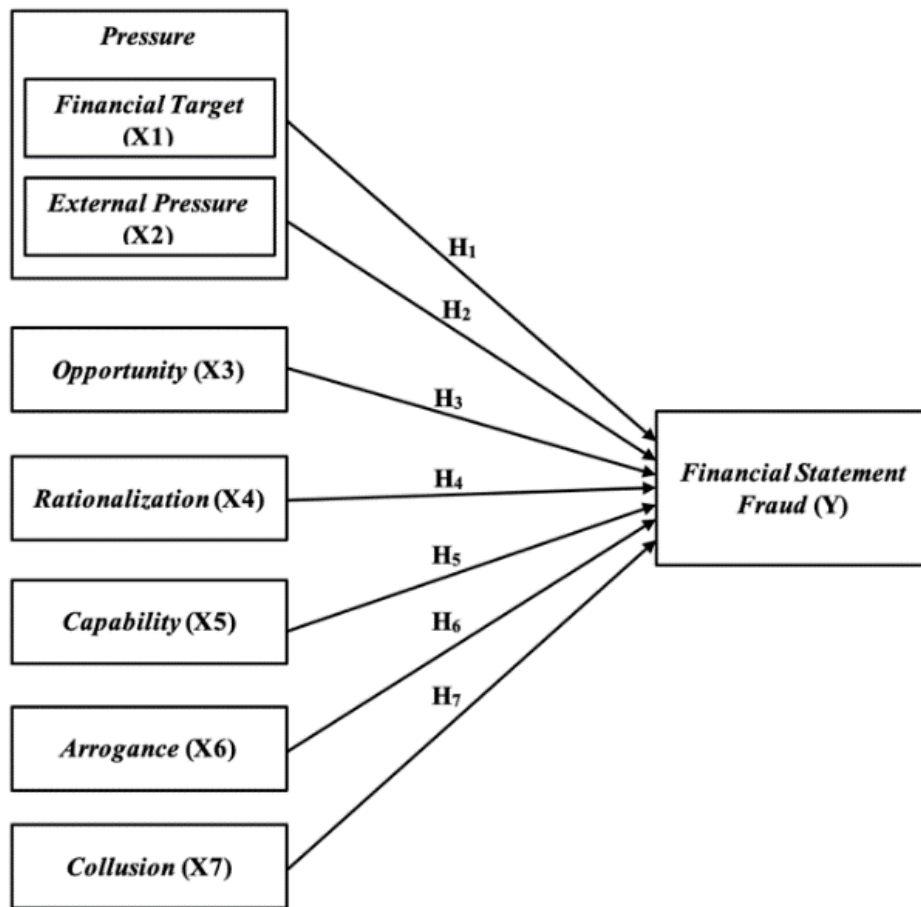 Pressure
Financial Target
(X1)
External Pressure
(X2)
Opportunity (X3)
Rationalization (X4)
Capability (X5)
Arrogance (X6)
Collusion (X7)
H₁
H₂
H₃
H₄
H₅
H₆
H₇
Financial Statement
Fraud (Y)